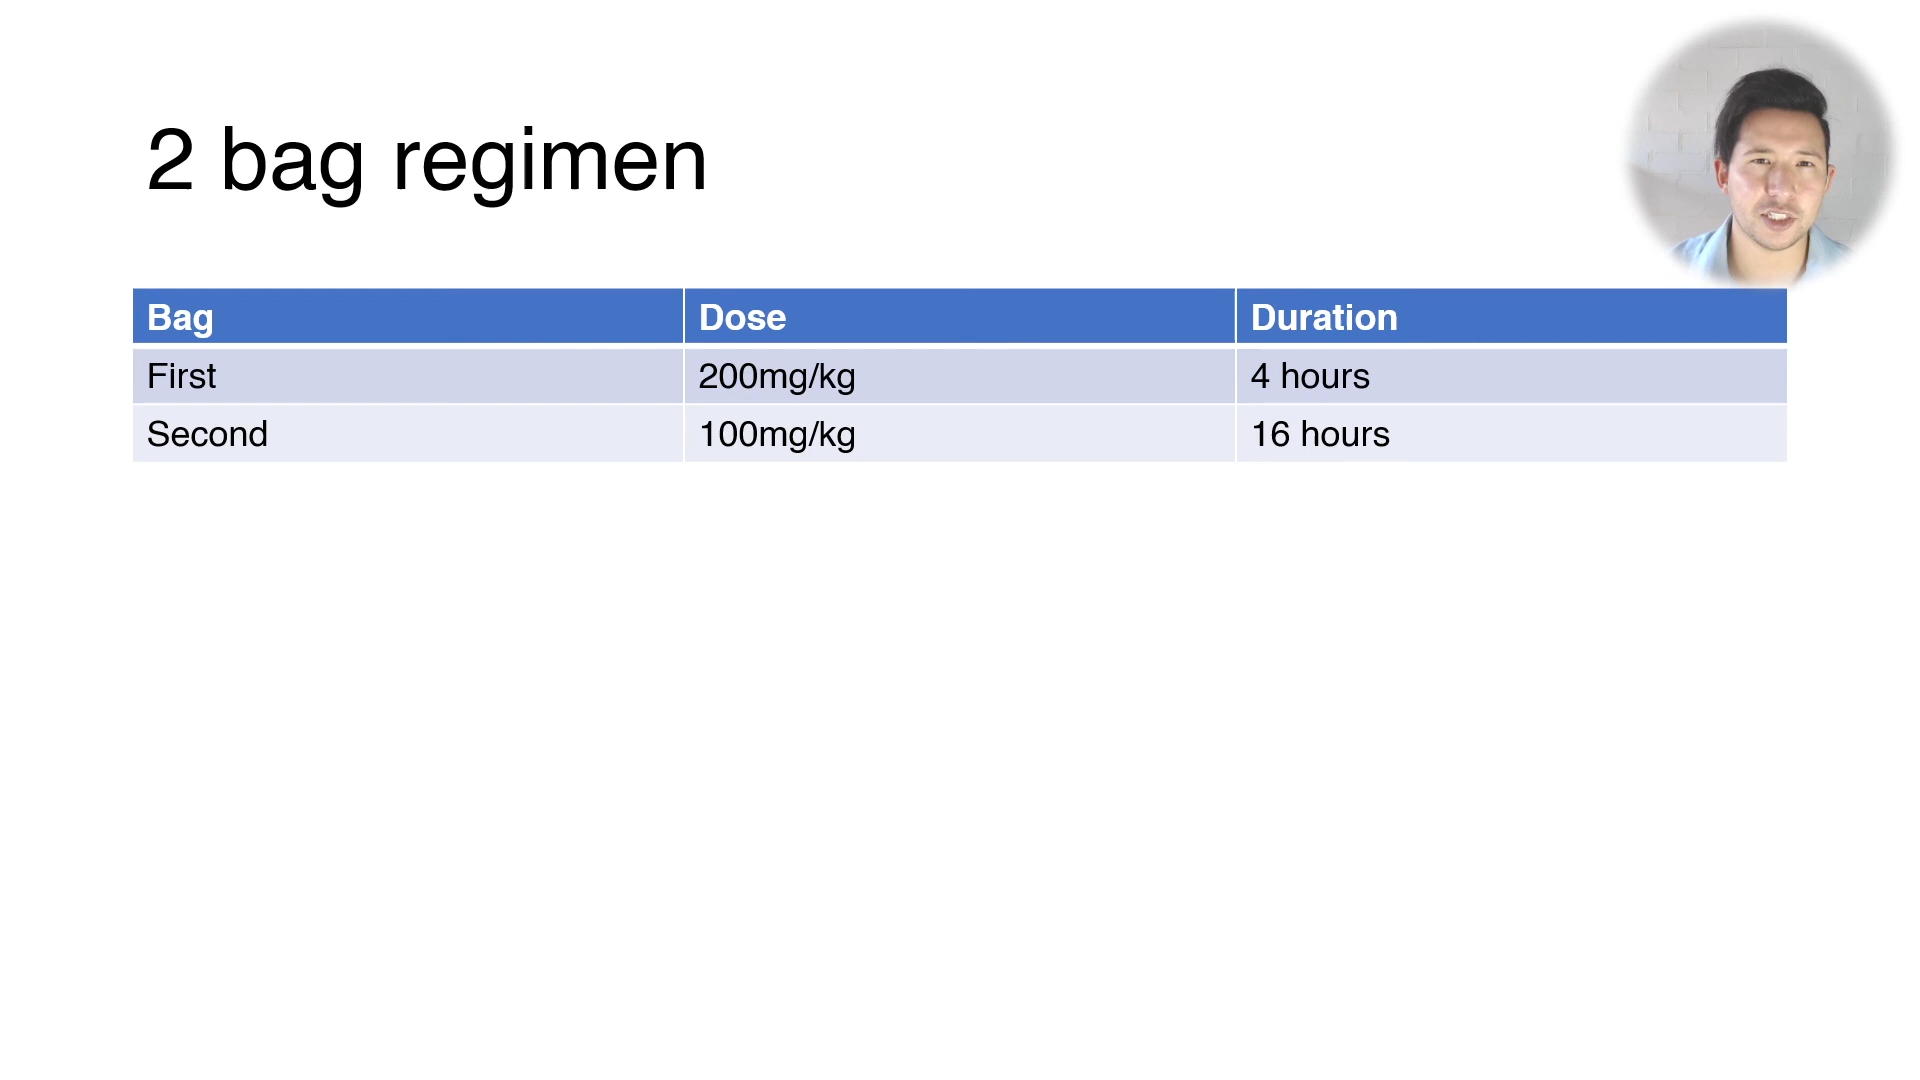 2 bag regimen
Bag Dose Duration
First 200mg/kg 4 hours
Second 100mg/kg 16 hours